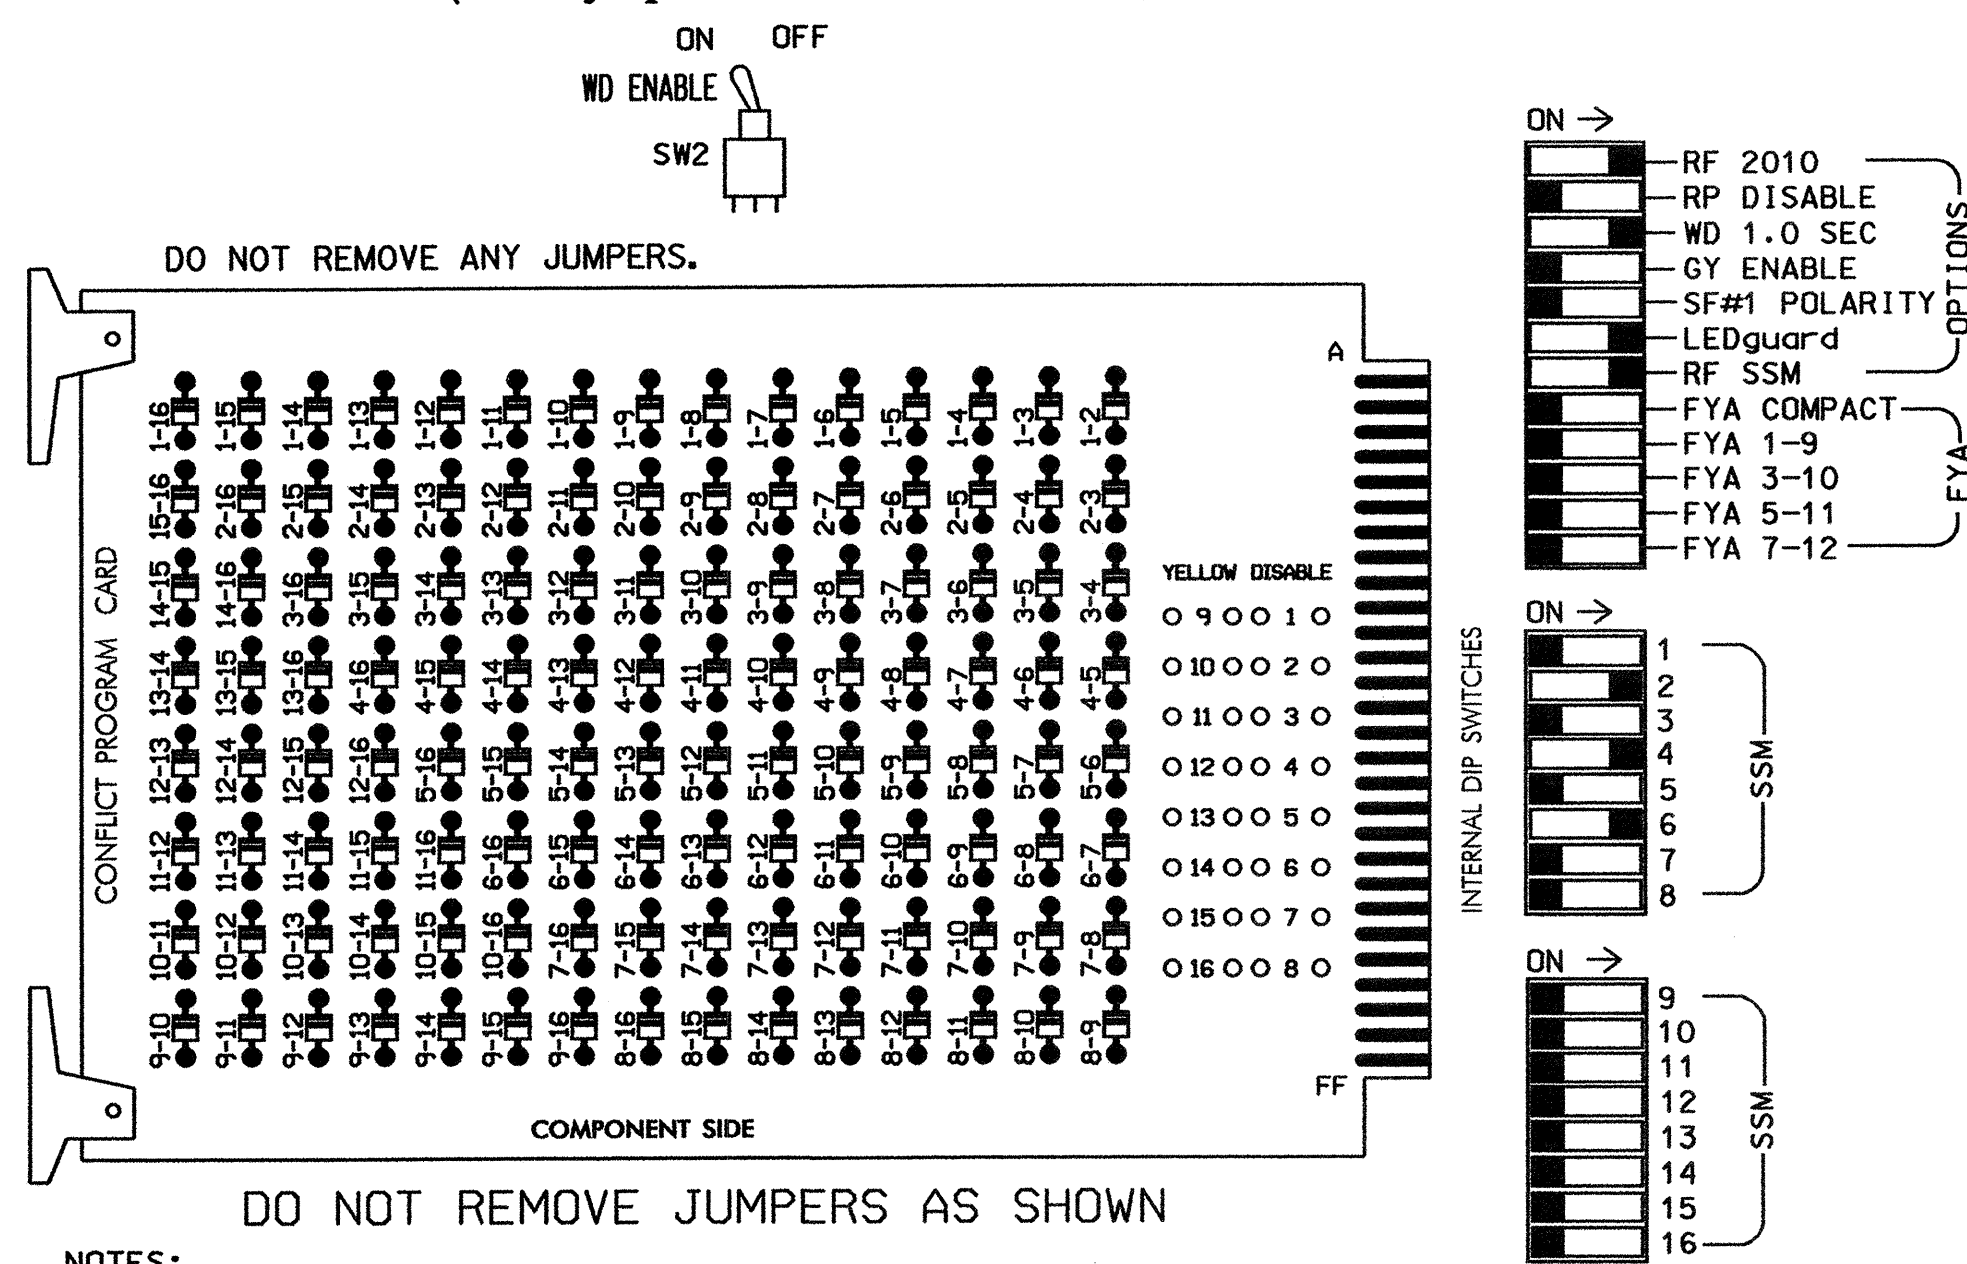 ON OFF
WD ENABLE
SW2
DO NOT REMOVE ANY JUMPERS.
CONFLICT PROGRAM CARD
1-16 1-15 1-14 1-13 1-12 1-11 1-10 1-9 1-8 1-7 1-6 1-5 1-4 1-3 1-2
15-16 2-16 2-15 2-14 2-13 2-12 2-11 2-10 2-9 2-8 2-7 2-6 2-5 2-4 2-3
14-15 14-16 3-16 3-15 3-14 3-13 3-12 3-11 3-10 3-9 3-8 3-7 3-6 3-5 3-4
13-14 13-15 13-16 4-16 4-15 4-14 4-13 4-12 4-11 4-10 4-9 4-8 4-7 4-6 4-5
12-13 12-14 12-15 12-16 5-16 5-15 5-14 5-13 5-12 5-11 5-10 5-9 5-8 5-7 5-6
11-12 11-13 11-14 11-15 11-16 6-16 6-15 6-14 6-13 6-12 6-11 6-10 6-9 6-8 6-7
10-11 10-12 10-13 10-14 10-15 10-16 7-16 7-15 7-14 7-13 7-12 7-11 7-10 7-9 7-8
9-10 9-11 9-12 9-13 9-14 9-15 9-16 8-16 8-15 8-14 8-13 8-12 8-11 8-10 8-9
A
YELLOW DISABLE
9 1
10 2
11 3
12 4
13 5
14 6
15 7
16 8
FF
COMPONENT SIDE
INTERNAL DIP SWITCHES
DO NOT REMOVE JUMPERS AS SHOWN
NOTES:
ON
RF 2010
RP DISABLE
WD 1.0 SEC
GY ENABLE
SF#1 POLARITY
LEDguard
RF SSM
OPTIONS
FYA COMPACT
FYA 1-9
FYA 3-10
FYA 5-11
FYA 7-12
FYA
ON
1
2
3
4
5
6
7
8
SSM
ON
9
10
11
12
13
14
15
16
SSM